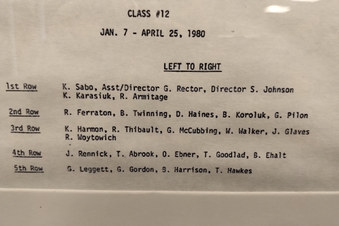 CLASS #12
JAN. 7 - APRIL 25, 1980
LEFT TO RIGHT
1st Row K. Sabo, Asst/Director G. Rector, Director S. Johnson
K. Karasiuk, R. Armitage
2nd Row R. Ferraton, B. Twinning, D. Haines, B. Koroluk, G. Pilon
3rd Row K. Harmon, R. Thibault, G. McCubbing, W. Walker, J. Glaves
R. Woytowich
4th Row J. Rennick, T. Abrook, O. Ebner, T. Goodlad, B. Ehalt
5th Row G. Leggett, G. Gordon, B. Harrison, T. Hawkes